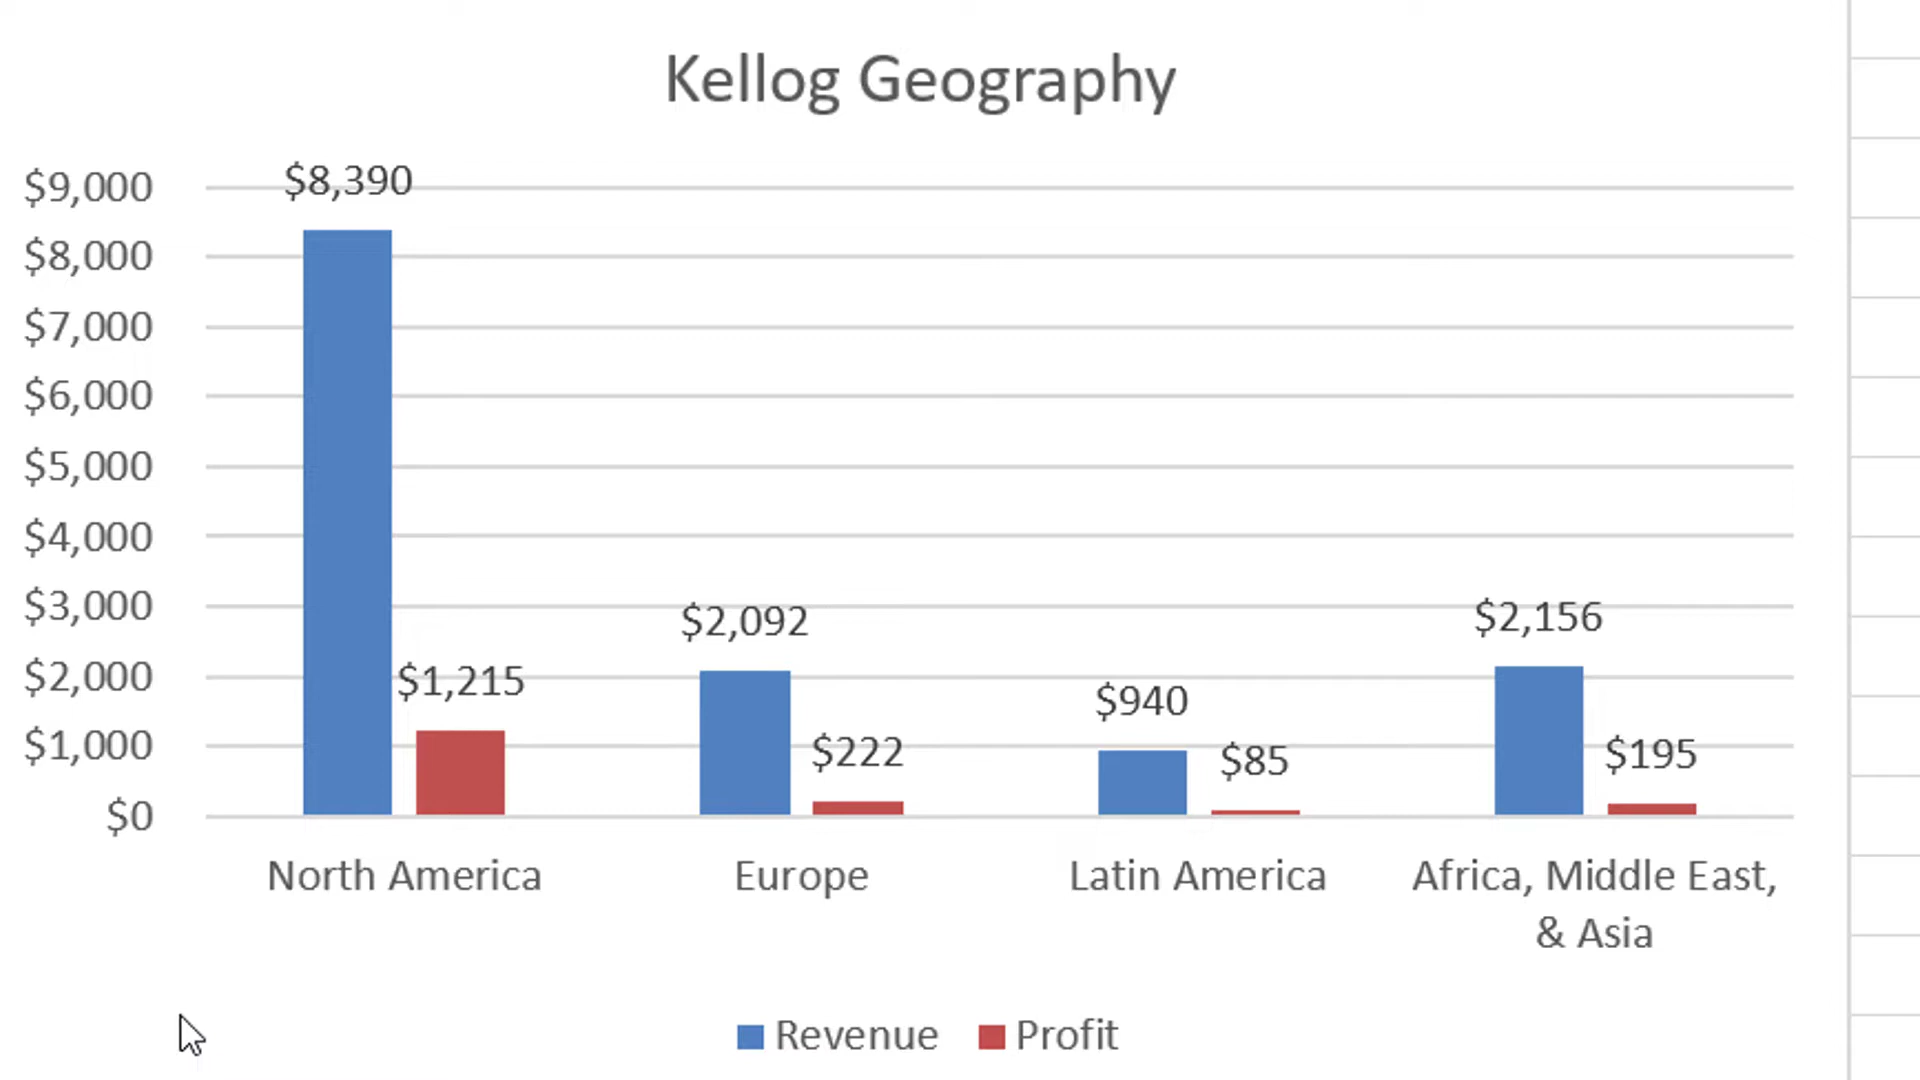 Kellog Geography
$9,000
$8,000
$7,000
$6,000
$5,000
$4,000
$3,000
$2,000
$1,000
$0
$8,390
$1,215
$2,092
$222
$940
$85
$2,156
$195
North America
Europe
Latin America
Africa, Middle East,
& Asia
Revenue
Profit